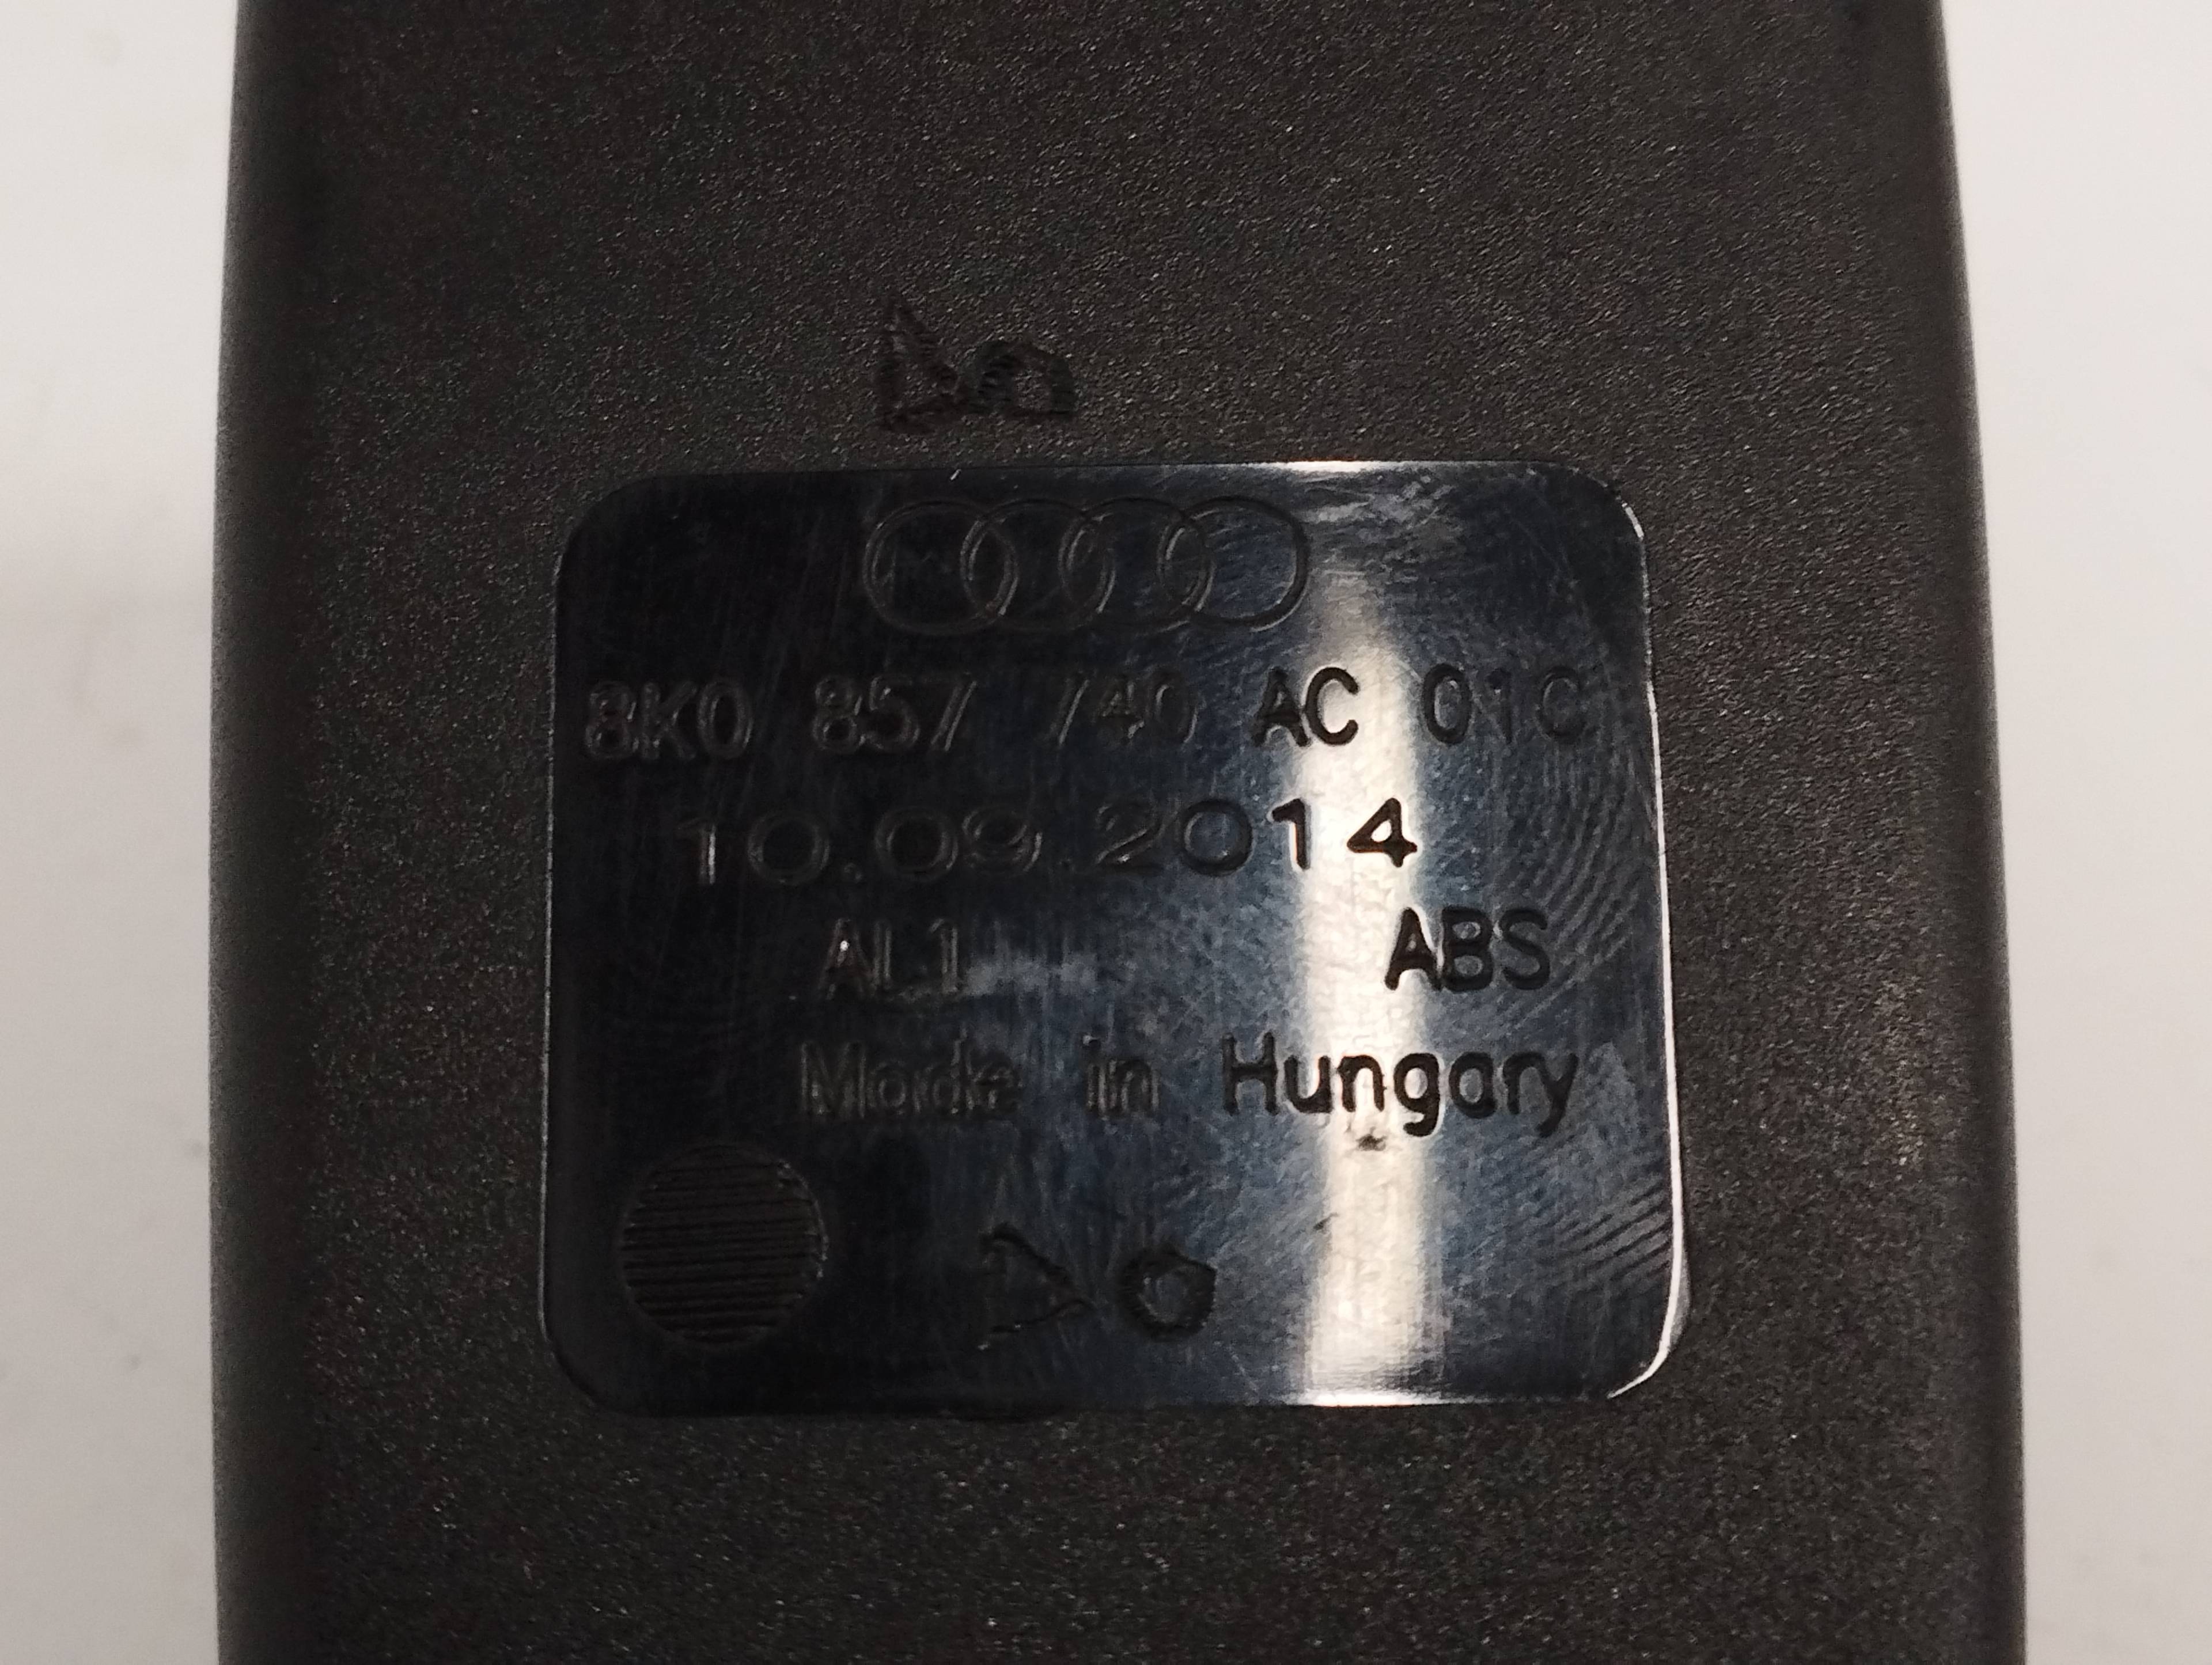 8K0 857 740 AC 01C
10.09.2014
AL1 ABS
Made in Hungary